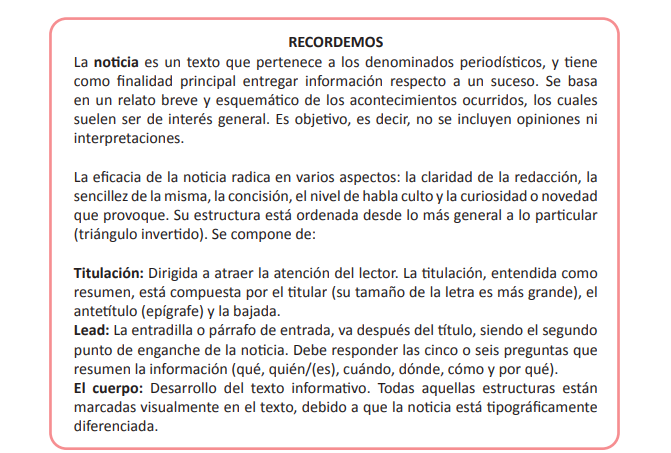 RECORDEMOS
La noticia es un texto que pertenece a los denominados periodísticos, y tiene
como finalidad principal entregar información respecto a un suceso. Se basa
en un relato breve y esquemático de los acontecimientos ocurridos, los cuales
suelen ser de interés general. Es objetivo, es decir, no se incluyen opiniones ni
interpretaciones.
La eficacia de la noticia radica en varios aspectos: la claridad de la redacción, la
sencillez de la misma, la concisión, el nivel de habla culto y la curiosidad o novedad
que provoque. Su estructura está ordenada desde lo más general a lo particular
(triángulo invertido). Se compone de:
Titulación: Dirigida a atraer la atención del lector. La titulación, entendida como
resumen, está compuesta por el titular (su tamaño de la letra es más grande), el
antetítulo (epígrafe) y la bajada.
Lead: La entradilla o párrafo de entrada, va después del título, siendo el segundo
punto de enganche de la noticia. Debe responder las cinco o seis preguntas que
resumen la información (qué, quién/(es), cuándo, dónde, cómo y por qué).
El cuerpo: Desarrollo del texto informativo. Todas aquellas estructuras están
marcadas visualmente en el texto, debido a que la noticia está tipográficamente
diferenciada.